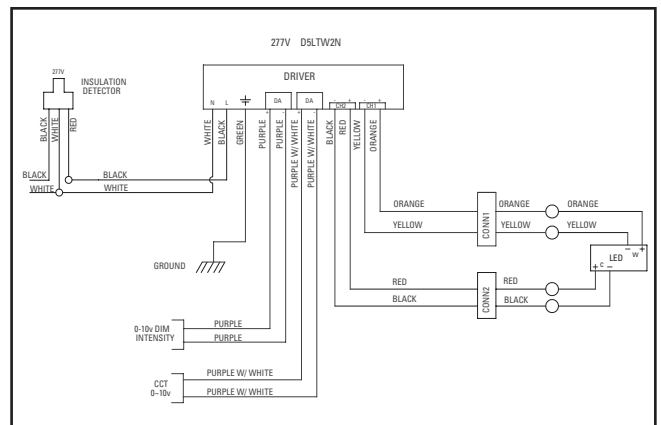 277V D5LTW2N
277V
INSULATION
DETECTOR
DRIVER
N L
DA
DA
+ - + -
- + - +
CH2
CH1
BLACK
WHITE
RED
WHITE
BLACK
GREEN
PURPLE
PURPLE
PURPLE W/ WHITE
PURPLE W/ WHITE
BLACK
RED
YELLOW
ORANGE
BLACK
BLACK
WHITE
WHITE
ORANGE
ORANGE
ORANGE
YELLOW
YELLOW
YELLOW
CONN1
GROUND
- +
W
LED
+ C -
RED
RED
BLACK
BLACK
CONN2
0-10v DIM
INTENSITY
PURPLE
PURPLE
CCT
0~10v
PURPLE W/ WHITE
PURPLE W/ WHITE